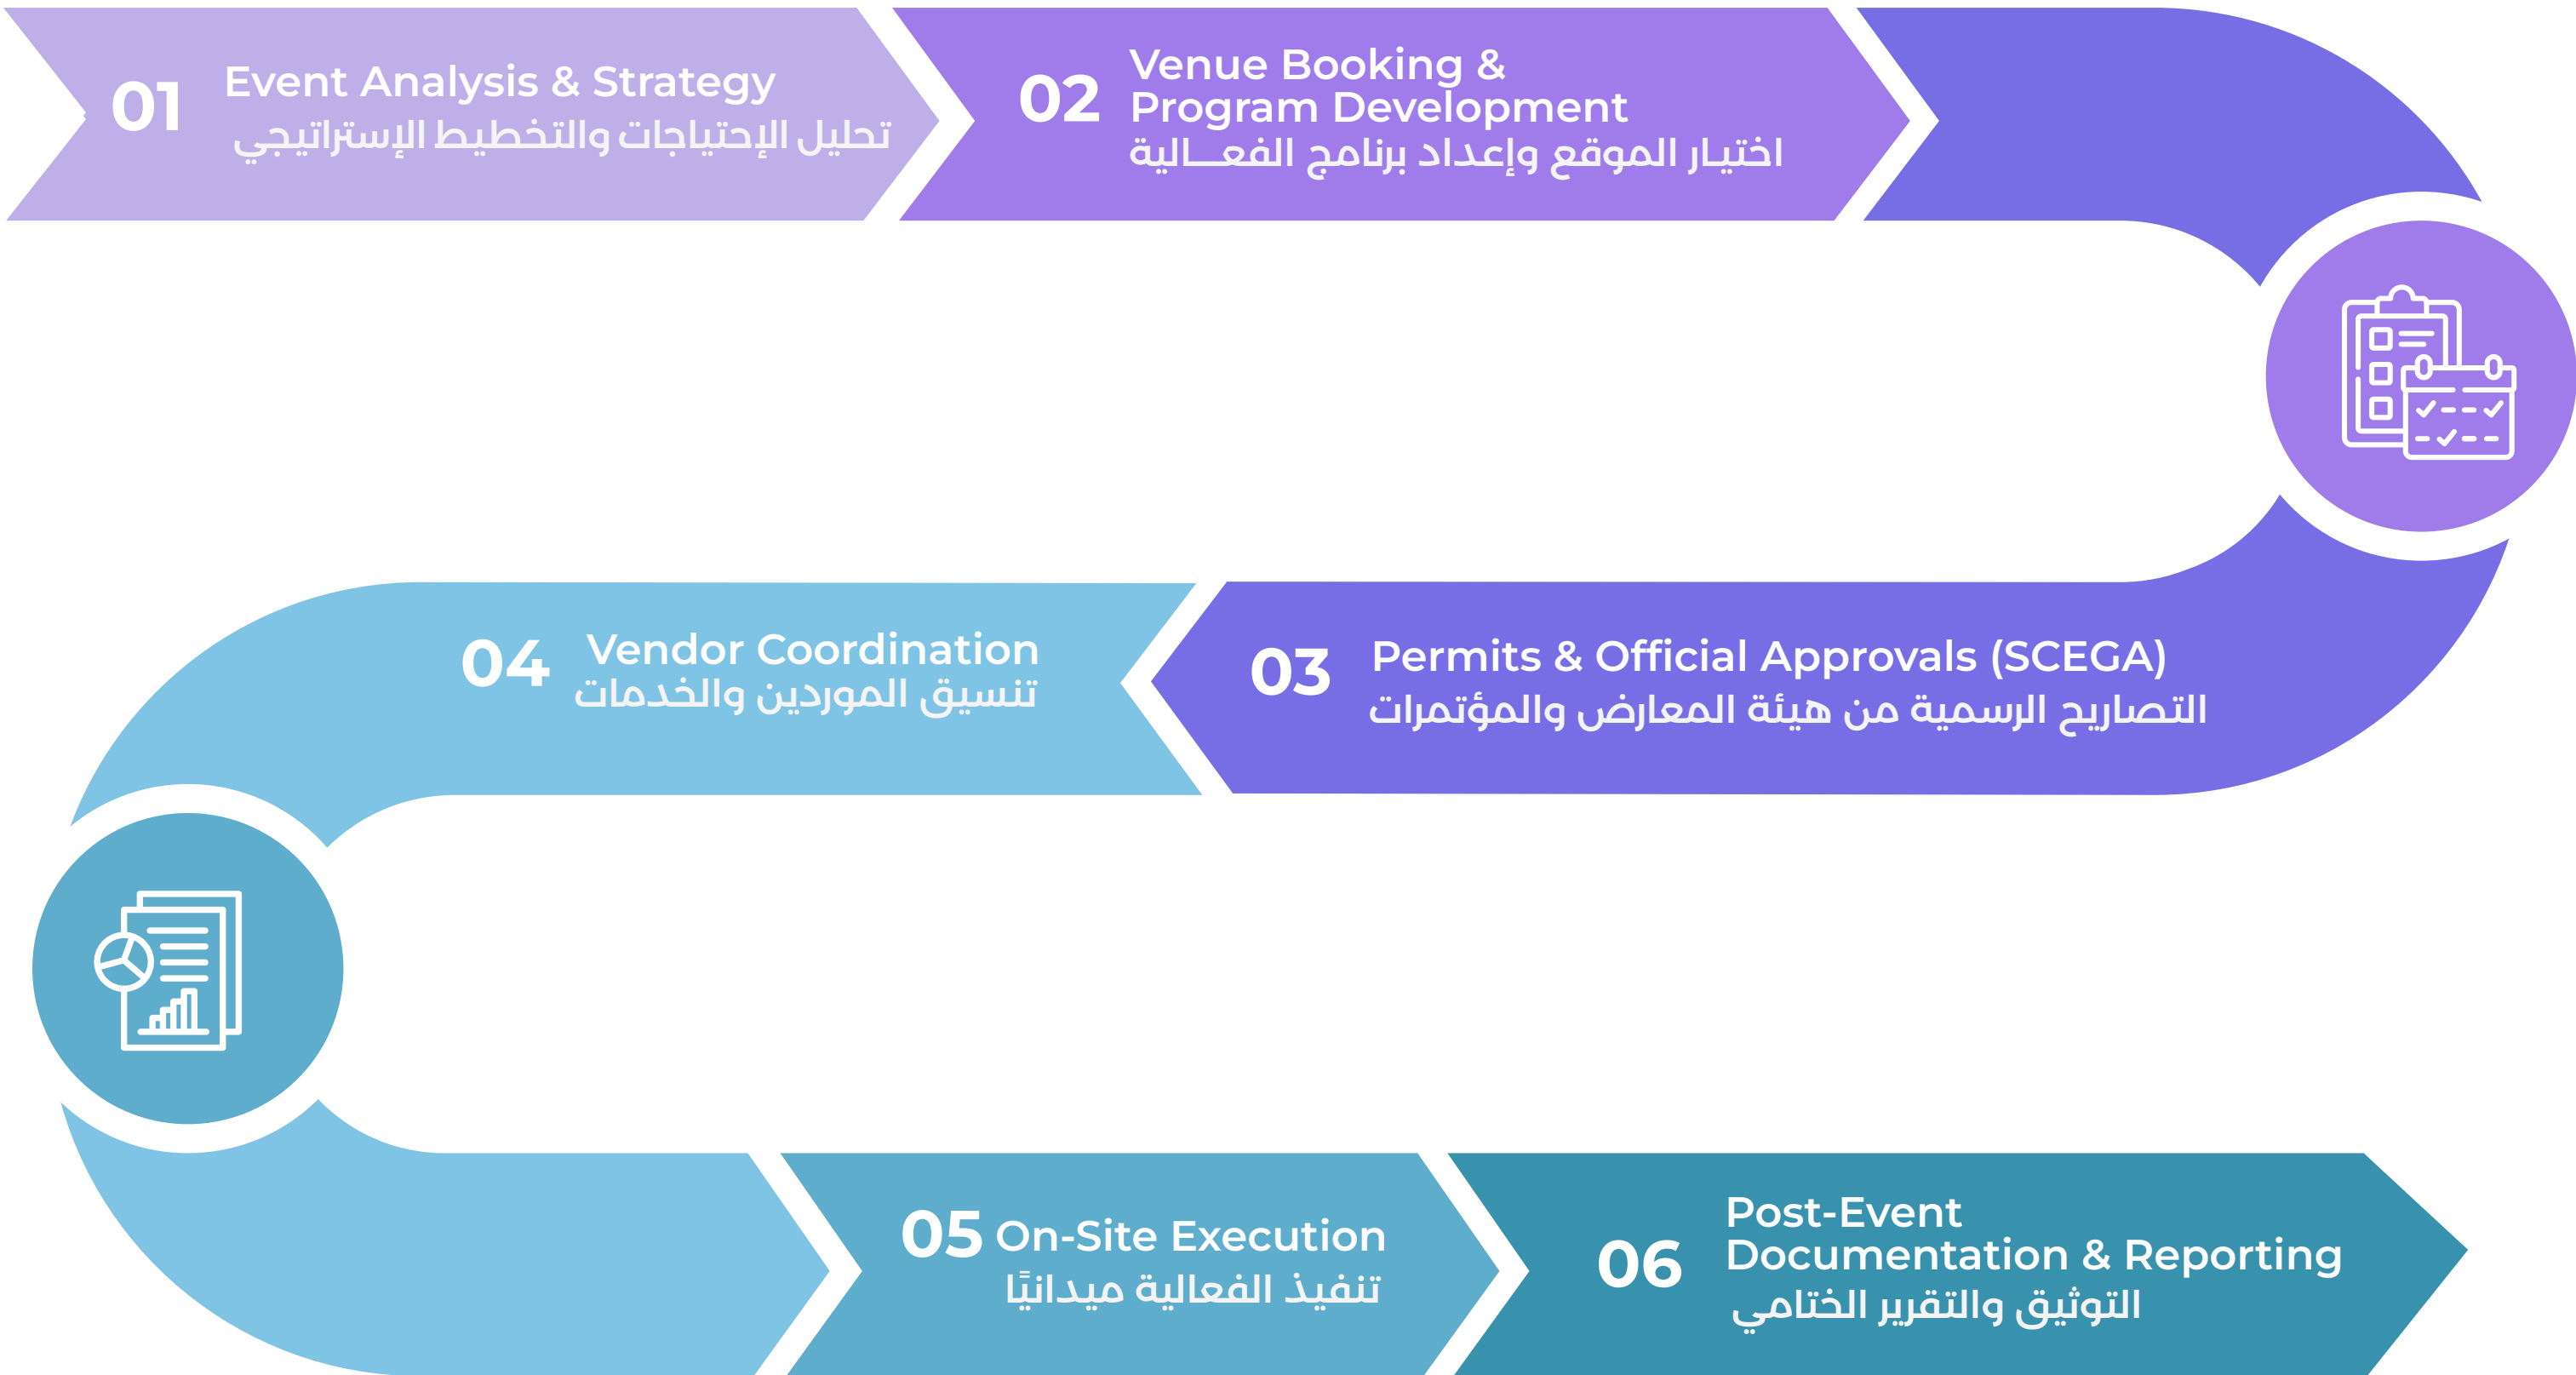 01
Event Analysis & Strategy
تحليل الإحتياجات والتخطيط الإستراتيجي
02
Venue Booking &
Program Development
اختيـار الموقع وإعداد برنامج الفعـــالية
03
Permits & Official Approvals (SCEGA)
التصاريح الرسمية من هيئة المعارض والمؤتمرات
04
Vendor Coordination
تنسيق الموردين والخدمات
05
On-Site Execution
تنفيذ الفعالية ميدانيًا
06
Post-Event
Documentation & Reporting
التوثيق والتقرير الختامي